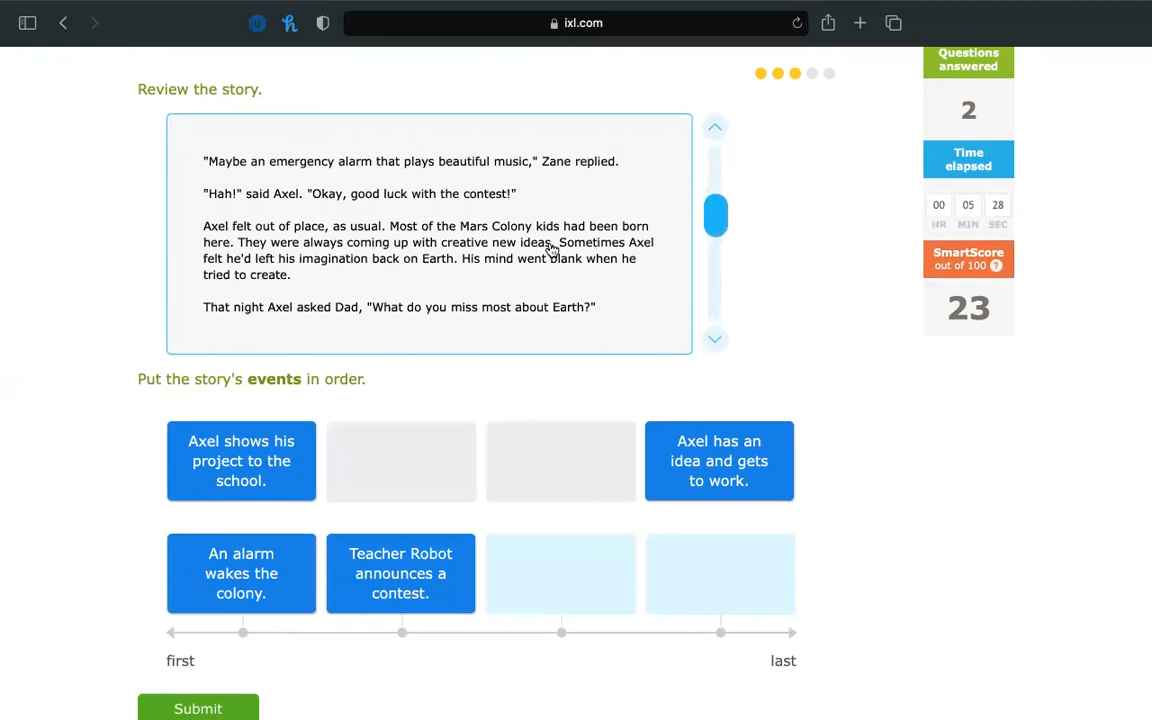 ixl.com
Review the story.
"Maybe an emergency alarm that plays beautiful music," Zane replied.
"Hah!" said Axel. "Okay, good luck with the contest!"
Axel felt out of place, as usual. Most of the Mars Colony kids had been born
here. They were always coming up with creative new ideas. Sometimes Axel
felt he'd left his imagination back on Earth. His mind went blank when he
tried to create.
That night Axel asked Dad, "What do you miss most about Earth?"
Questions
answered
2
Time
elapsed
00 05 28
HR MIN SEC
SmartScore
out of 100 ?
23
Put the story's events in order.
Axel shows his
project to the
school.
Axel has an
idea and gets
to work.
An alarm
wakes the
colony.
Teacher Robot
announces a
contest.
first
last
Submit